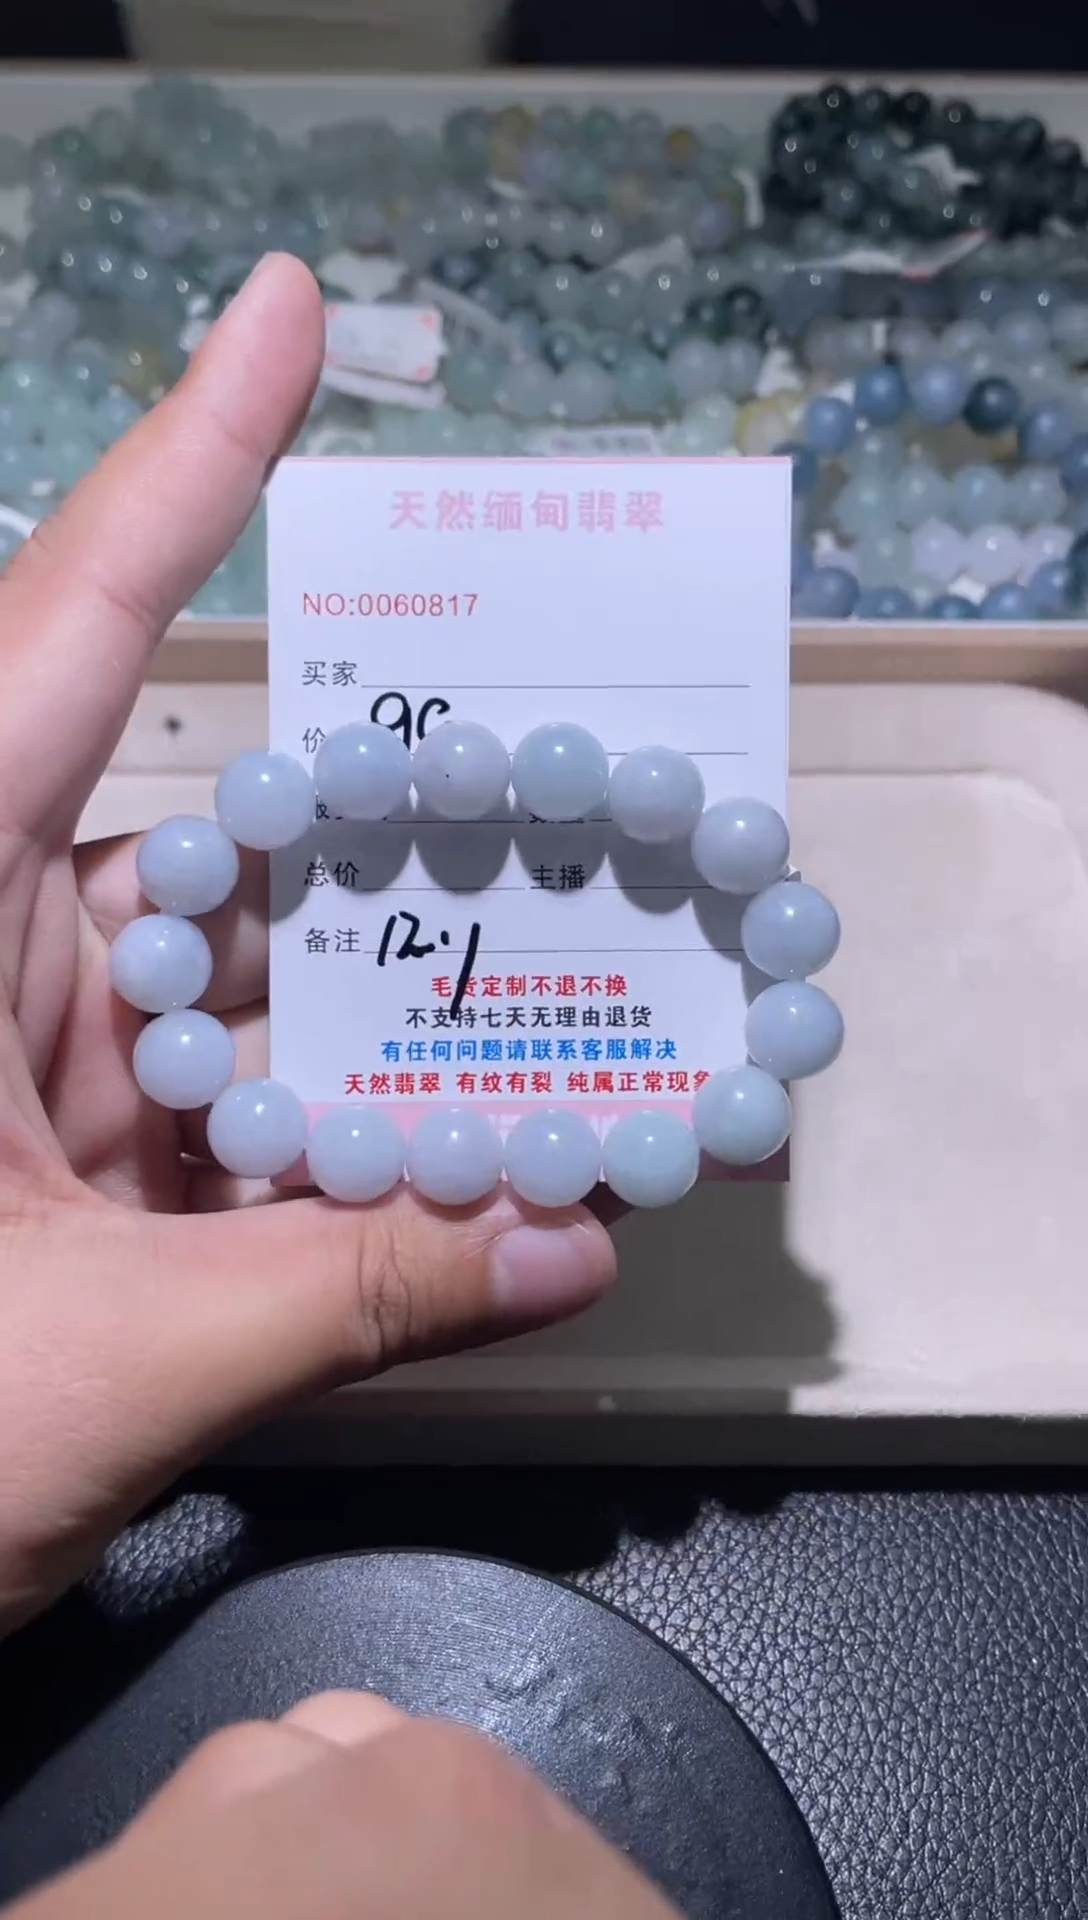 天然缅甸翡翠
NO:0060817
买家
价
总价 主播
备注 12.1
毛货定制不退不换
不支持七天无理由退货
有任何问题请联系客服解决
天然翡翠 有纹有裂 纯属正常现象